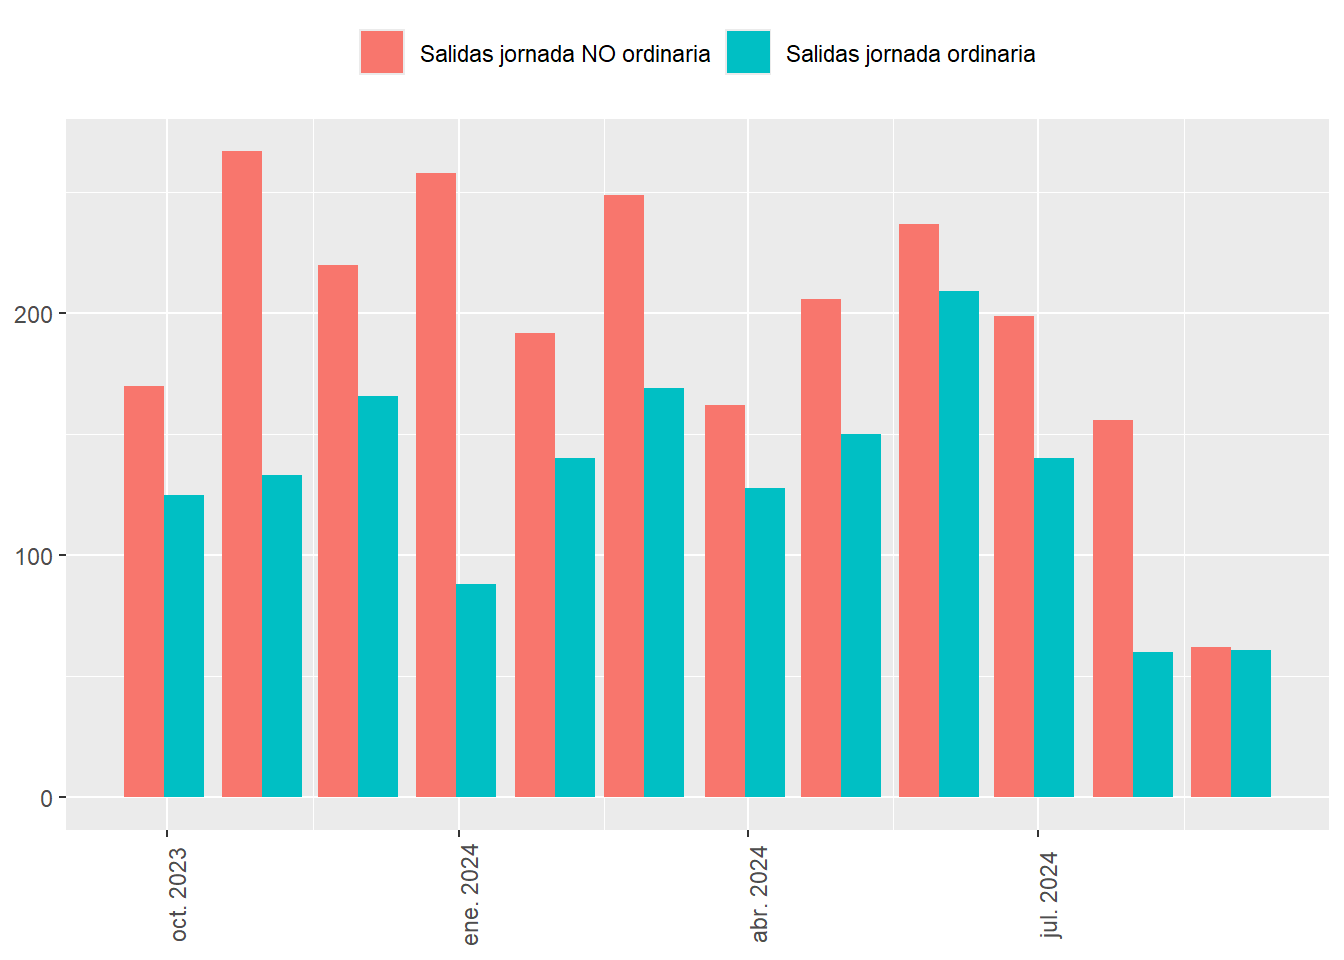 Salidas jornada NO ordinaria Salidas jornada ordinaria
200
100
0
oct. 2023
ene. 2024
abr. 2024
jul. 2024